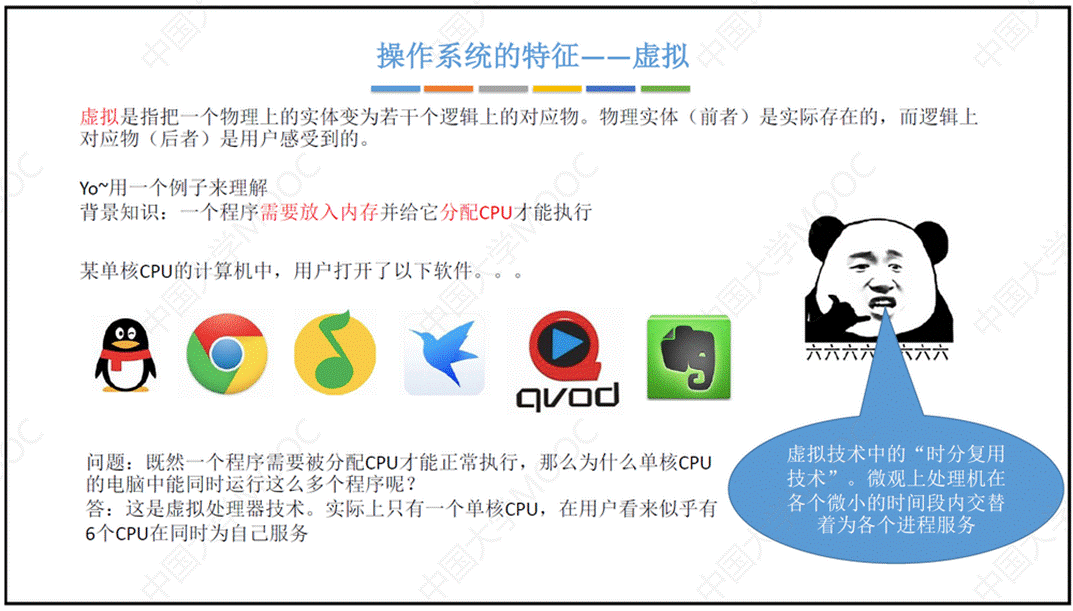 操作系统的特征——虚拟
虚拟是指把一个物理上的实体变为若干个逻辑上的对应物。物理实体（前者）是实际存在的，而逻辑上
对应物（后者）是用户感受到的。
Yo~用一个例子来理解
背景知识：一个程序需要放入内存并给它分配CPU才能执行
某单核CPU的计算机中，用户打开了以下软件。。。
qvod
六六六六六六六
问题：既然一个程序需要被分配CPU才能正常执行，那么为什么单核CPU
的电脑中能同时运行这么多个程序呢？
答：这是虚拟处理器技术。实际上只有一个单核CPU，在用户看来似乎有
6个CPU在同时为自己服务
虚拟技术中的“时分复用
技术”。微观上处理机在
各个微小的时间段内交替
着为各个进程服务
中国大学MOOC